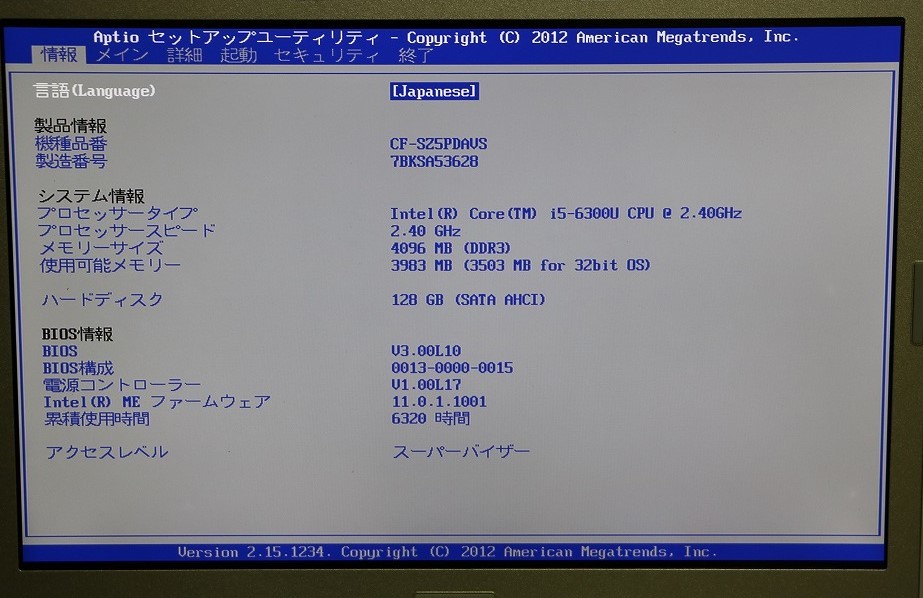 Aptio セットアップユーティリティ - Copyright (C) 2012 American Megatrends, Inc.
情報 メイン 詳細 起動 セキュリティ 終了
言語(Language) [Japanese]
製品情報
機種品番 CF-SZ5PDAVS
製造番号 7BKSA53628
システム情報
プロセッサータイプ Intel(R) Core(TM) i5-6300U CPU @ 2.40GHz
プロセッサースピード 2.40 GHz
メモリーサイズ 4096 MB (DDR3)
使用可能メモリー 3983 MB (3503 MB for 32bit OS)
ハードディスク 128 GB (SATA AHCI)
BIOS情報
BIOS V3.00L10
BIOS構成 0013-0000-0015
電源コントローラー V1.00L17
Intel(R) ME ファームウェア 11.0.1.1001
累積使用時間 6320 時間
アクセスレベル スーパーバイザー
Version 2.15.1234. Copyright (C) 2012 American Megatrends, Inc.